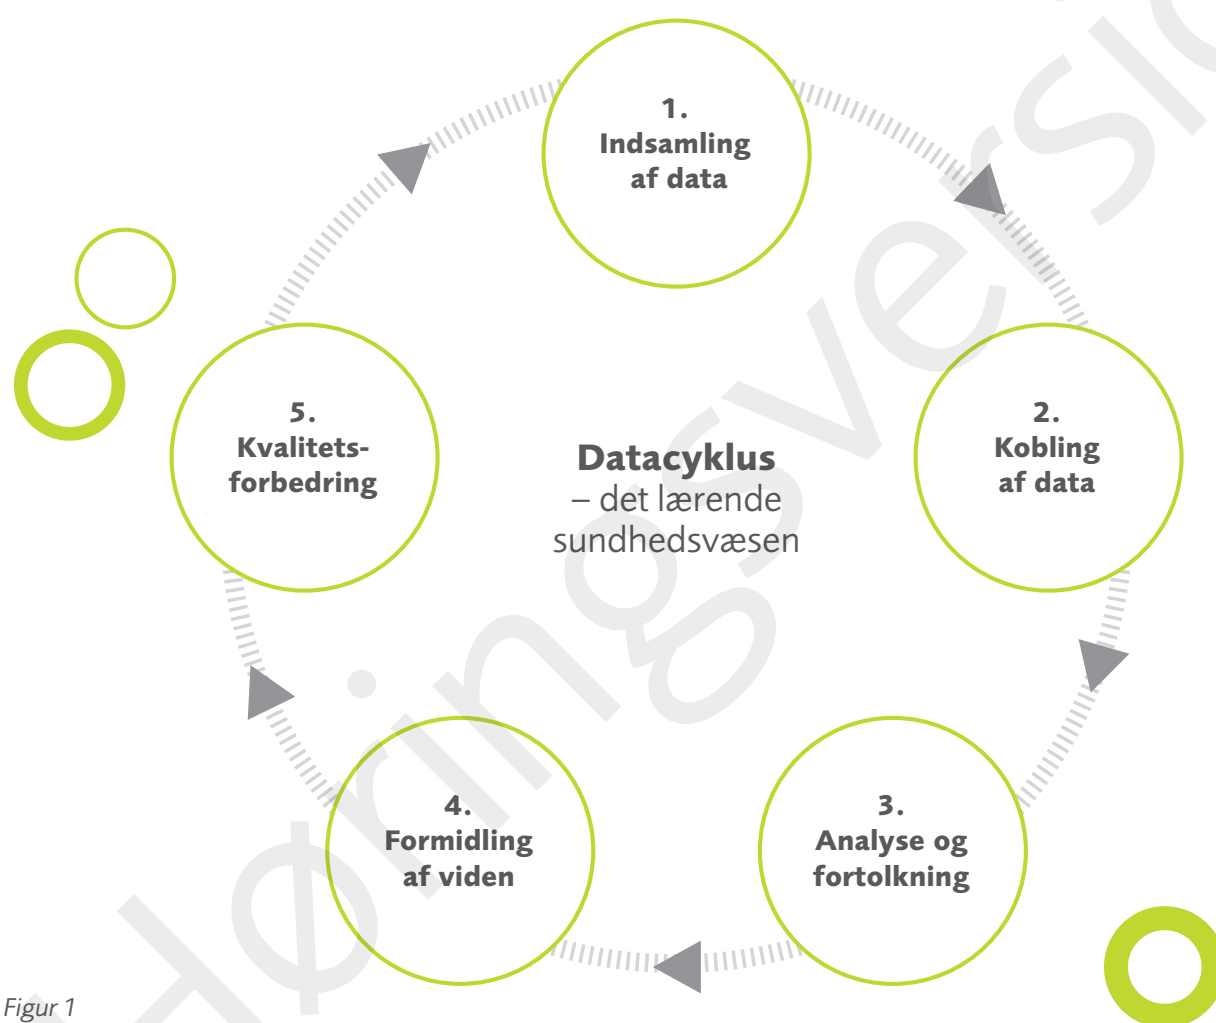 1.
Indsamling
af data
2.
Kobling
af data
3.
Analyse og
fortolkning
4.
Formidling
af viden
5.
Kvalitets-
forbedring
Datacyklus
– det lærende
sundhedsvæsen
Høringsversio
Figur 1